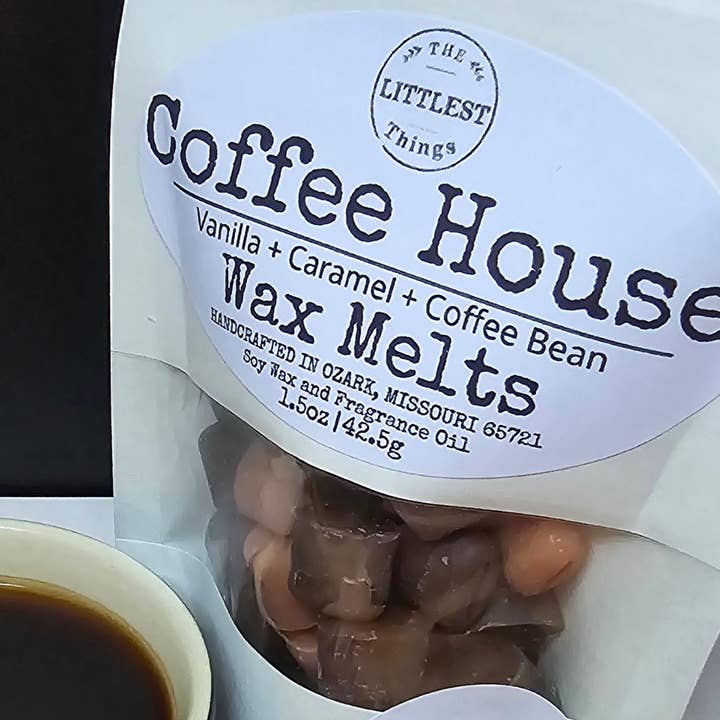 THE
LITTLEST
Things
Coffee House
Vanilla + Caramel + Coffee Bean
Wax Melts
HANDCRAFTED IN OZARK, MISSOURI 65721
Soy Wax and Fragrance Oil
1.5oz|42.5g